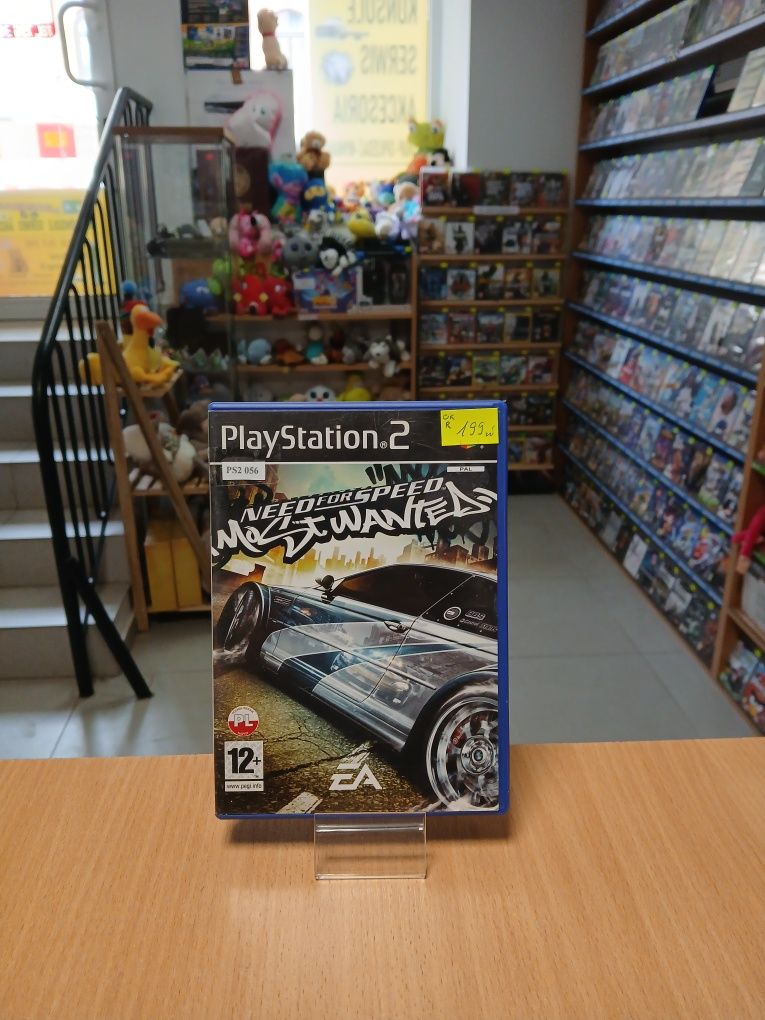 KONSOLE
SERWIS
AKCESORIA
PlayStation®2
OK
R 199 zł
PS2 056
PAL
NEED FOR SPEED
MOST WANTED
PL
12+
www.pegi.info
EA